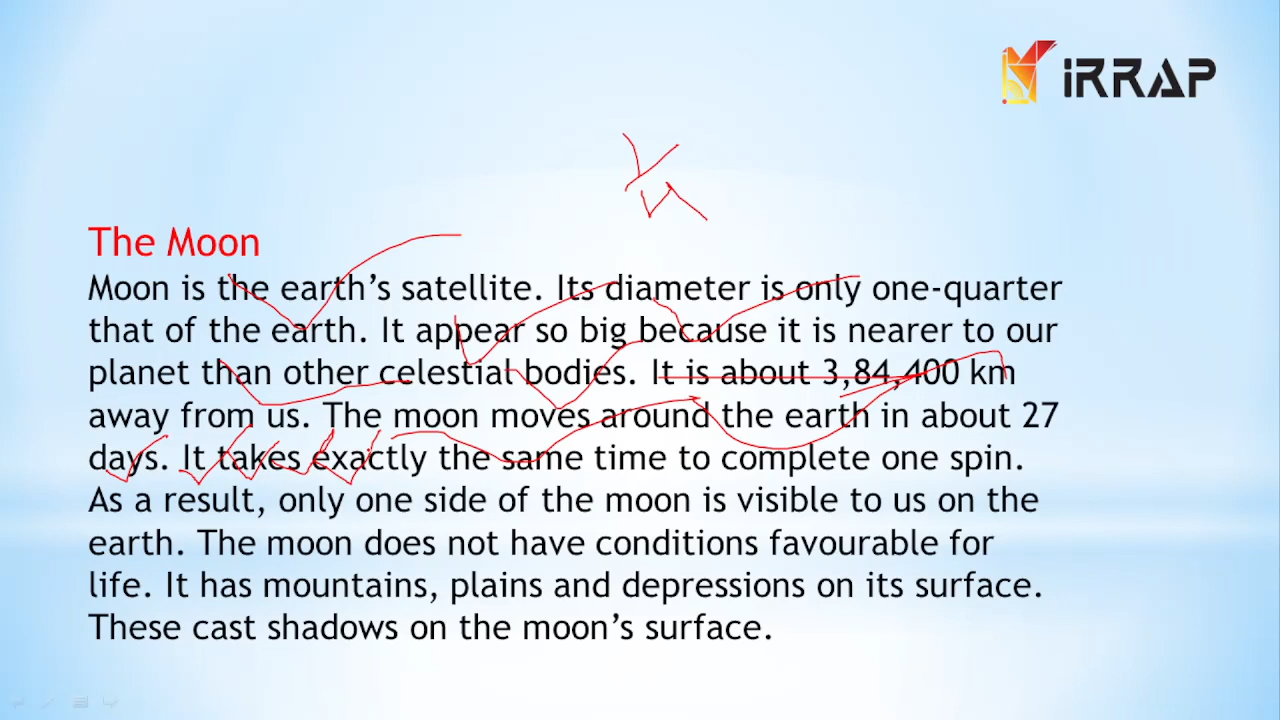 iRRAP
The Moon
Moon is the earth's satellite. Its diameter is only one-quarter
that of the earth. It appear so big because it is nearer to our
planet than other celestial bodies. It is about 3,84,400 km
away from us. The moon moves around the earth in about 27
days. It takes exactly the same time to complete one spin.
As a result, only one side of the moon is visible to us on the
earth. The moon does not have conditions favourable for
life. It has mountains, plains and depressions on its surface.
These cast shadows on the moon's surface.